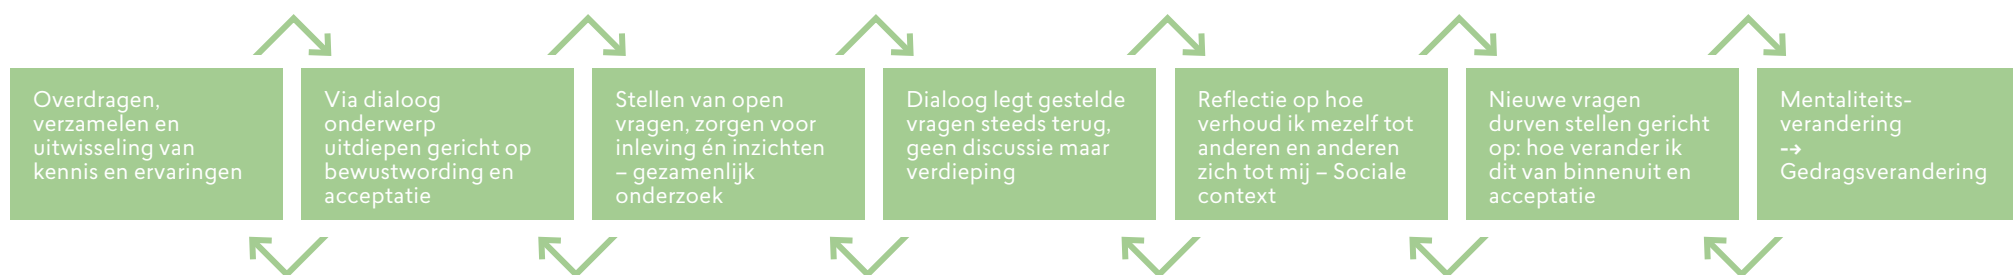 Overdragen,
verzamelen en
uitwisseling van
kennis en ervaringen
Via dialoog
onderwerp
uitdiepen gericht op
bewustwording en
acceptatie
Stellen van open
vragen, zorgen voor
inleving én inzichten
– gezamenlijk
onderzoek
Dialoog legt gestelde
vragen steeds terug,
geen discussie maar
verdieping
Reflectie op hoe
verhoud ik mezelf tot
anderen en anderen
zich tot mij – Sociale
context
Nieuwe vragen
durven stellen gericht
op: hoe verander ik
dit van binnenuit en
acceptatie
Mentaliteits-
verandering
⇢
Gedragsverandering